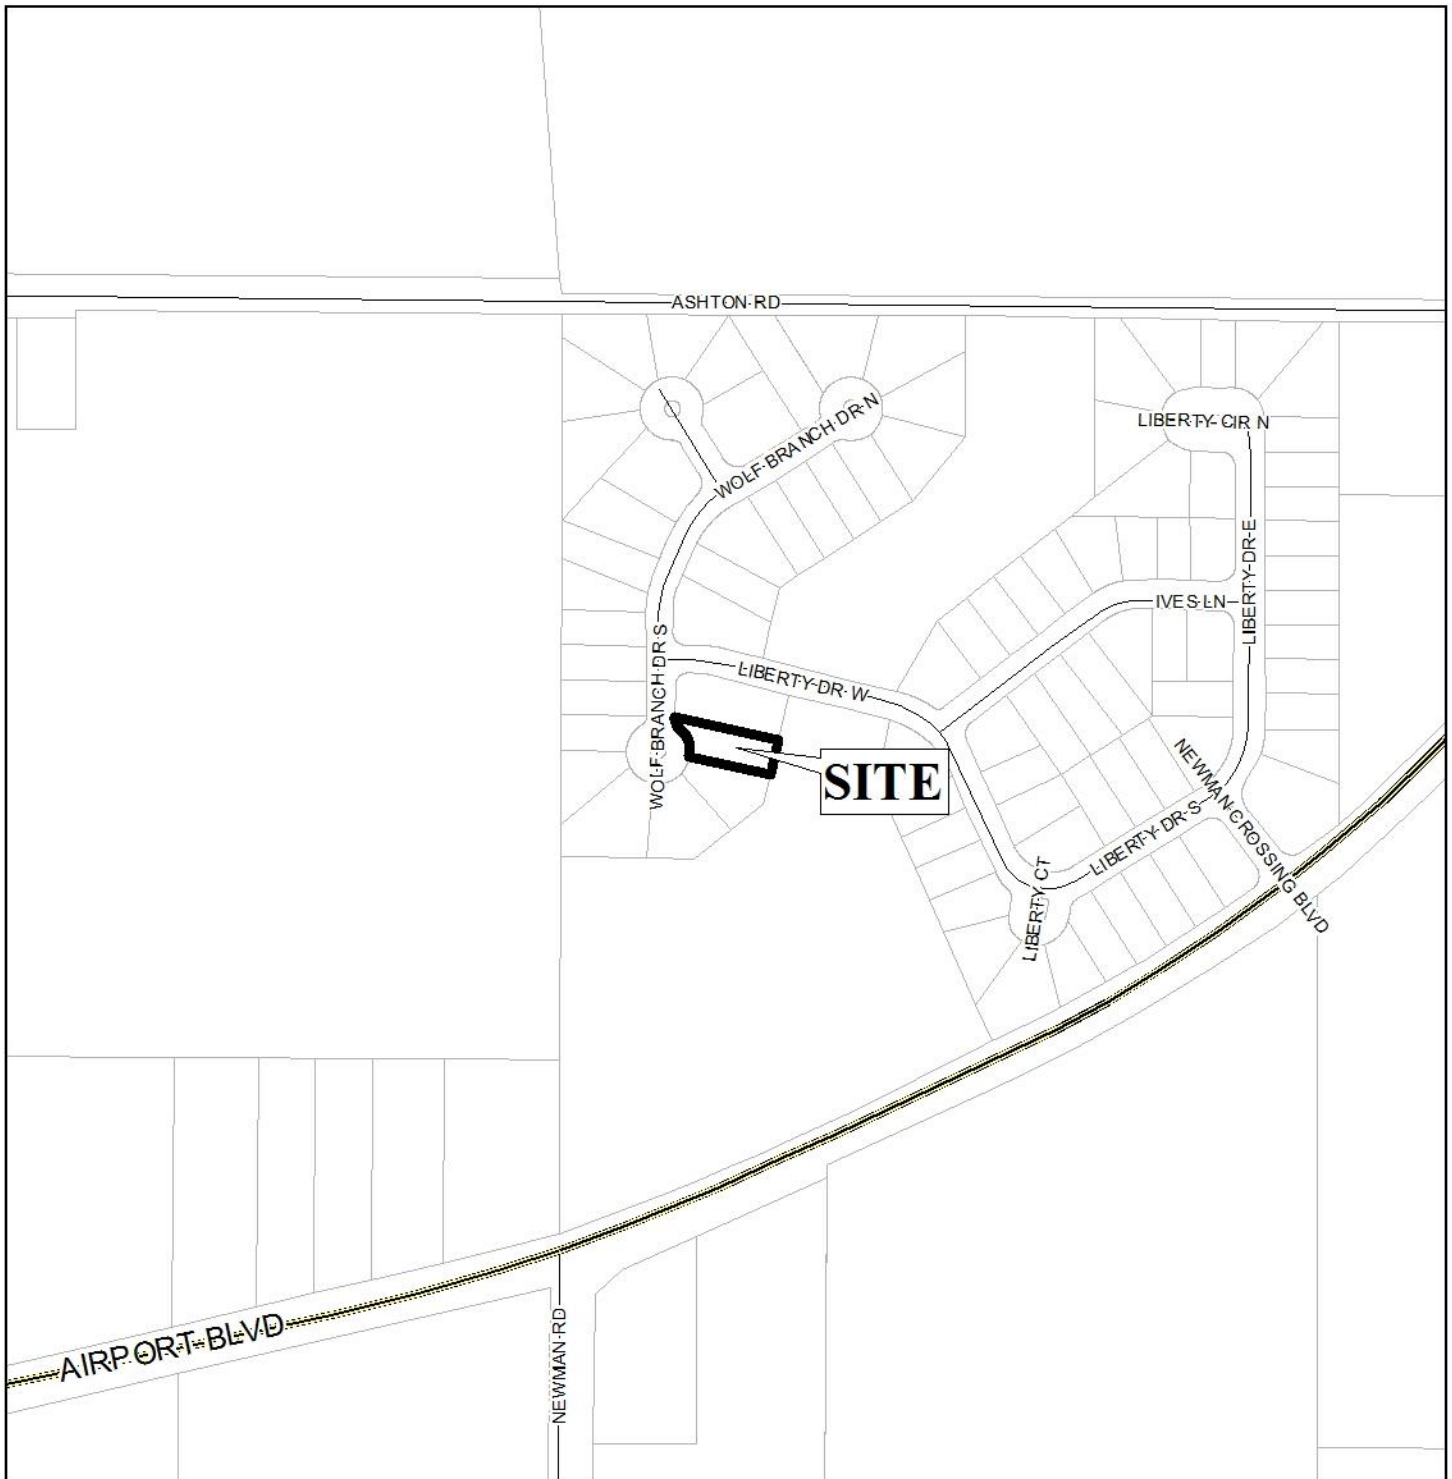 ASHTON RD
WOLF BRANCH DR N
LIBERTY CIR N
LIBERTY DR E
IVES LN
WOLF BRANCH DR S
LIBERTY DR W
SITE
NEWMAN CROSSING BLVD
LIBERTY DR S
LIBERTY CT
AIRPORT BLVD
NEWMAN RD